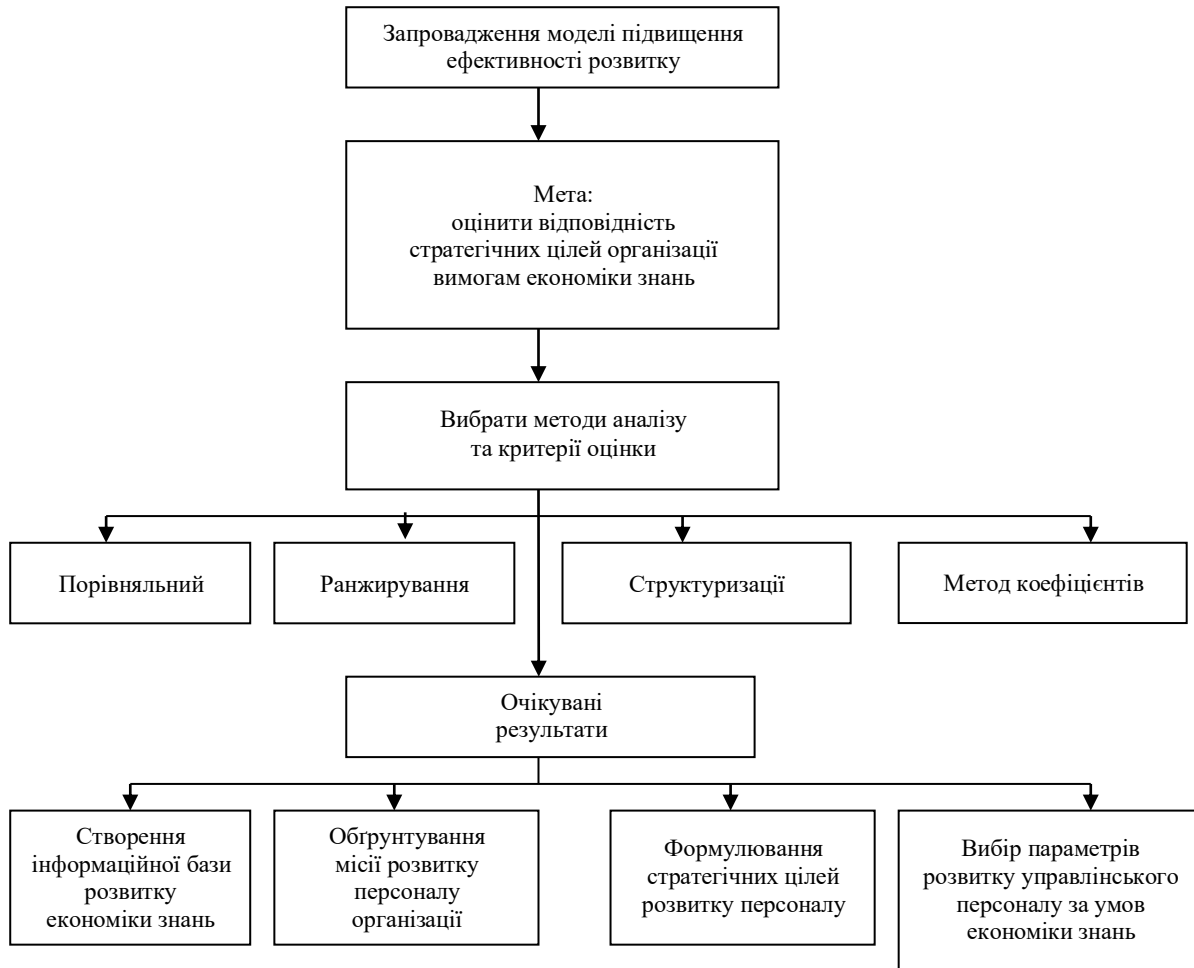 Запровадження моделі підвищення
ефективності розвитку
Мета:
оцінити відповідність
стратегічних цілей організації
вимогам економіки знань
Вибрати методи аналізу
та критерії оцінки
Порівняльний
Ранжирування
Структуризації
Метод коефіцієнтів
Очікувані
результати
Створення
інформаційної бази
розвитку
економіки знань
Обґрунтування
місії розвитку
персоналу
організації
Формулювання
стратегічних цілей
розвитку персоналу
Вибір параметрів
розвитку управлінського
персоналу за умов
економіки знань